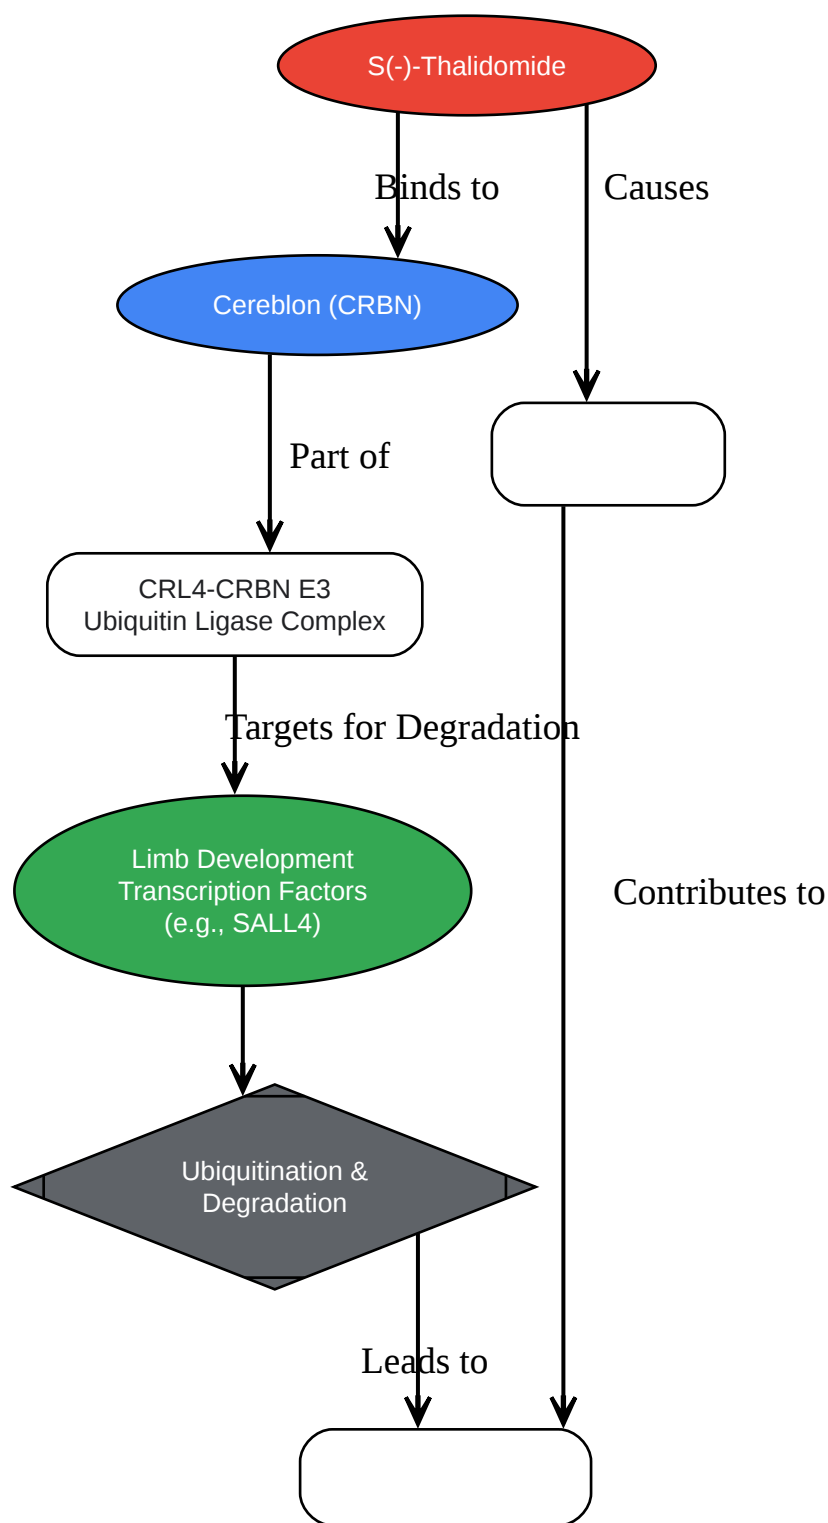 S(-)-Thalidomide
Binds to
Causes
Cereblon (CRBN)
Part of
CRL4-CRBN E3
Ubiquitin Ligase Complex
Targets for Degradation
Limb Development
Transcription Factors
(e.g., SALL4)
Contributes to
Ubiquitination &
Degradation
Leads to